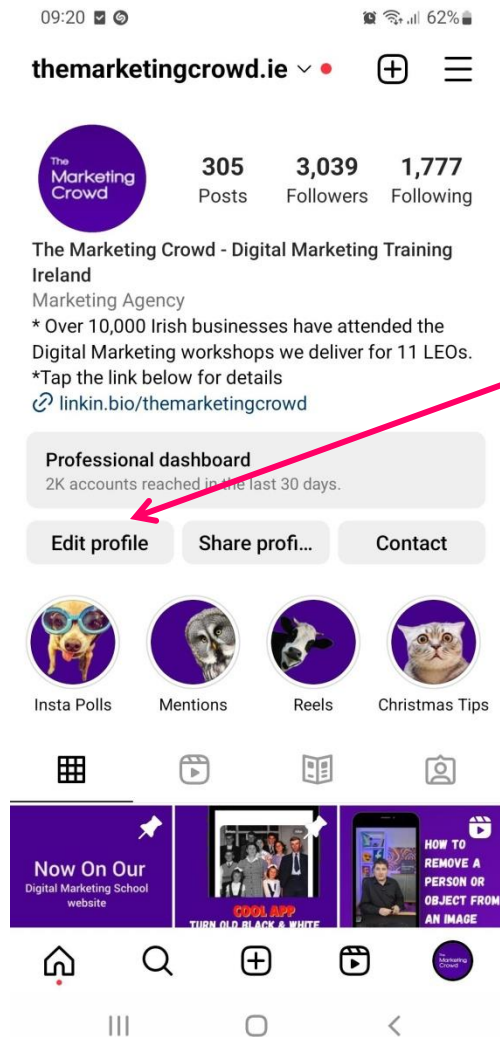 09:20
62%
themarketingcrowd.ie
The
Marketing
Crowd
305
Posts
3,039
Followers
1,777
Following
The Marketing Crowd - Digital Marketing Training
Ireland
Marketing Agency
* Over 10,000 Irish businesses have attended the
Digital Marketing workshops we deliver for 11 LEOs.
*Tap the link below for details
linkin.bio/themarketingcrowd
Professional dashboard
2K accounts reached in the last 30 days.
Edit profile
Share profi...
Contact
Insta Polls
Mentions
Reels
Christmas Tips
Now On Our
Digital Marketing School
website
COOL APP
TURN OLD BLACK & WHITE
HOW TO
REMOVE A
PERSON OR
OBJECT FROM
AN IMAGE
The
Marketing
Crowd